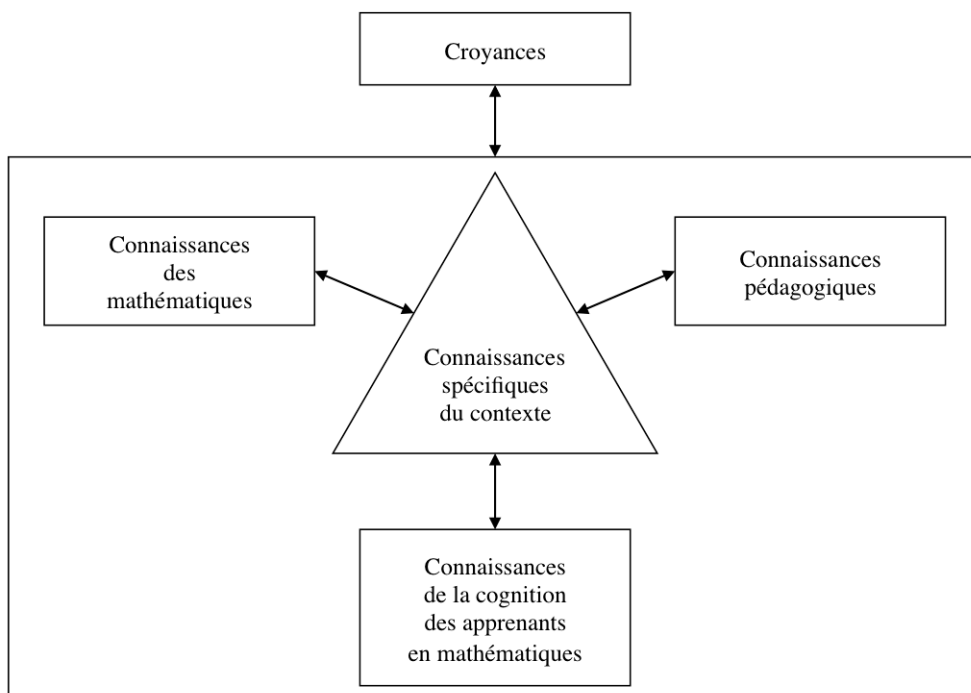 Croyances
Connaissances
des
mathématiques
Connaissances
pédagogiques
Connaissances
spécifiques
du contexte
Connaissances
de la cognition
des apprenants
en mathématiques